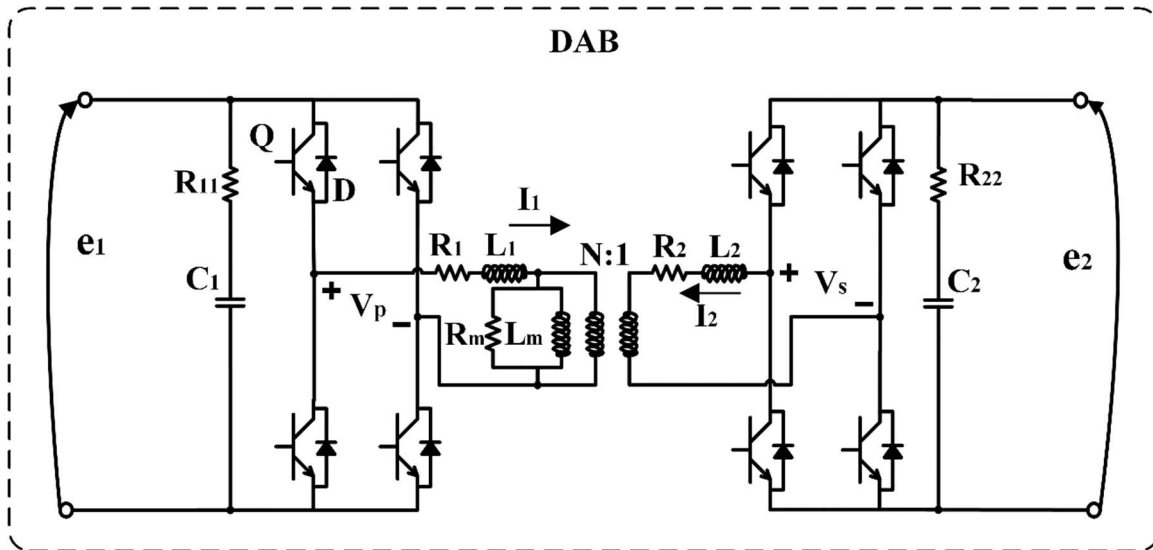 DAB
Q
D
R11
e1
C1
I1
R1 L1
N:1
R2 L2
+
Vp
-
Rm Lm
I2
+
Vs
-
R22
C2
e2